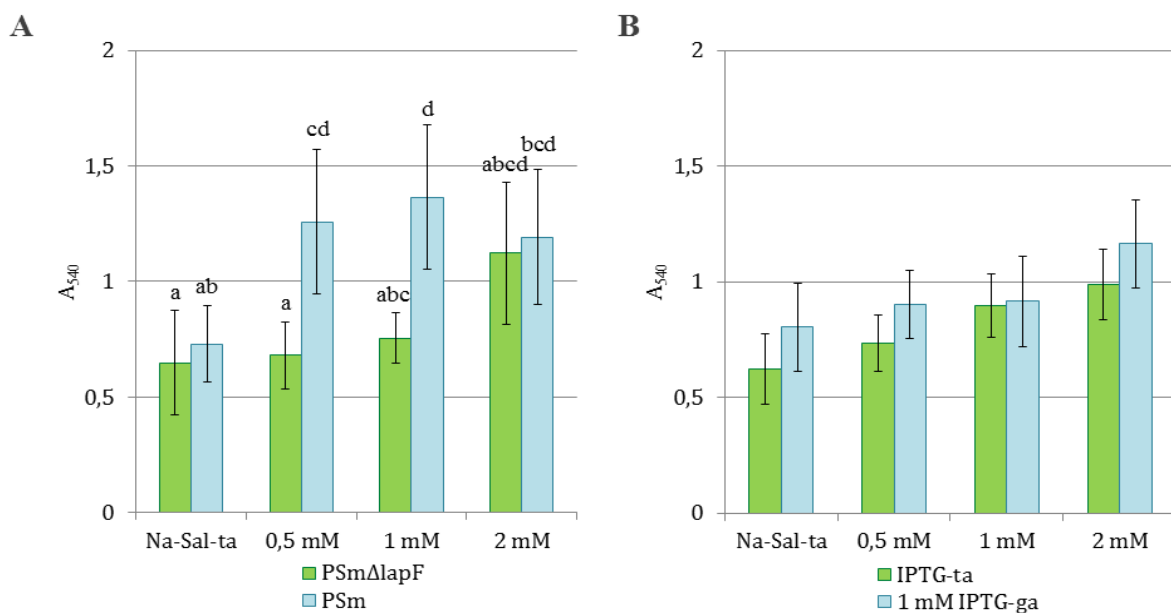 A
B
2
1,5
1
0,5
0
A540
a
ab
a
cd
abc
d
abcd
bcd
Na-Sal-ta
0,5 mM
1 mM
2 mM
PSmΔlapF
PSm
2
1,5
1
0,5
0
A540
Na-Sal-ta
0,5 mM
1 mM
2 mM
IPTG-ta
1 mM IPTG-ga